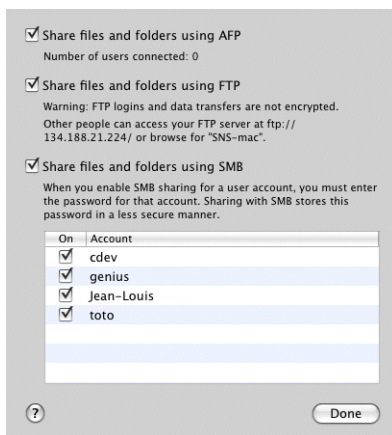 Share files and folders using AFP
Number of users connected: 0
Share files and folders using FTP
Warning: FTP logins and data transfers are not encrypted.
Other people can access your FTP server at ftp://
134.188.21.224/ or browse for "SNS-mac".
Share files and folders using SMB
When you enable SMB sharing for a user account, you must enter
the password for that account. Sharing with SMB stores this
password in a less secure manner.
On Account
cdev
genius
Jean-Louis
toto
? Done